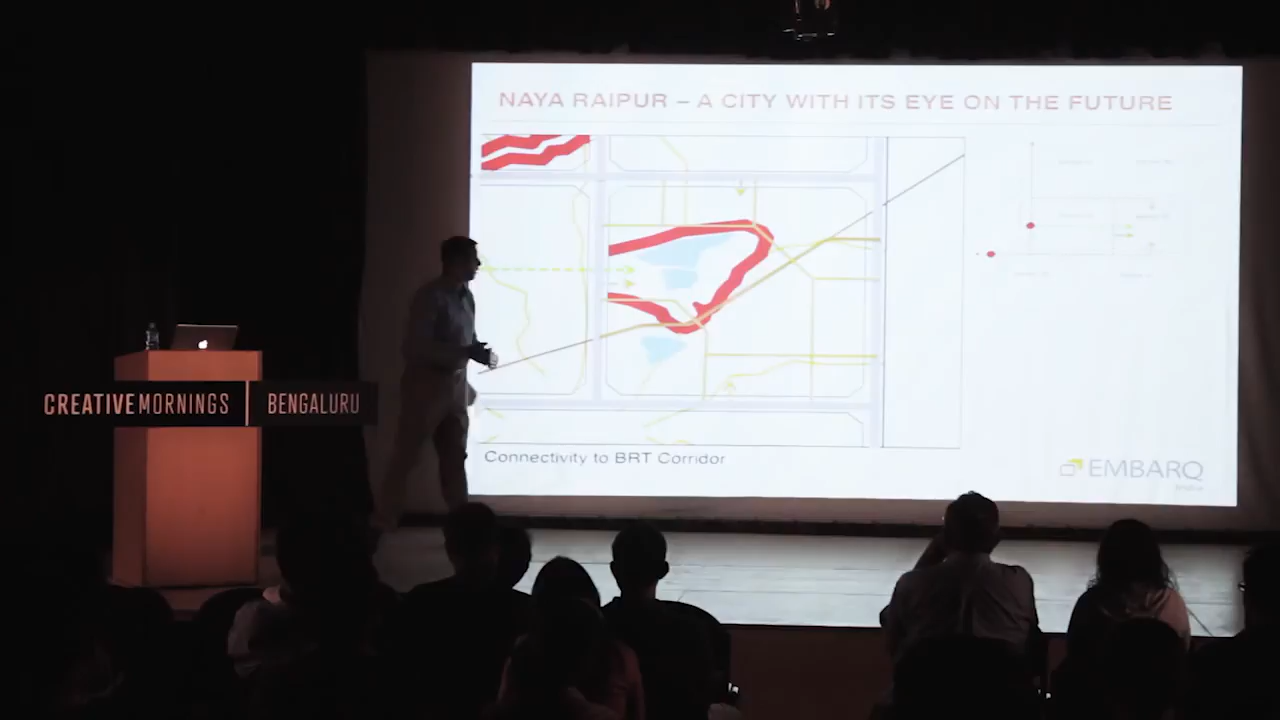 NAYA RAIPUR – A CITY WITH ITS EYE ON THE FUTURE
CREATIVEMORNINGS | BENGALURU
Connectivity to BRT Corridor
EMBARQ